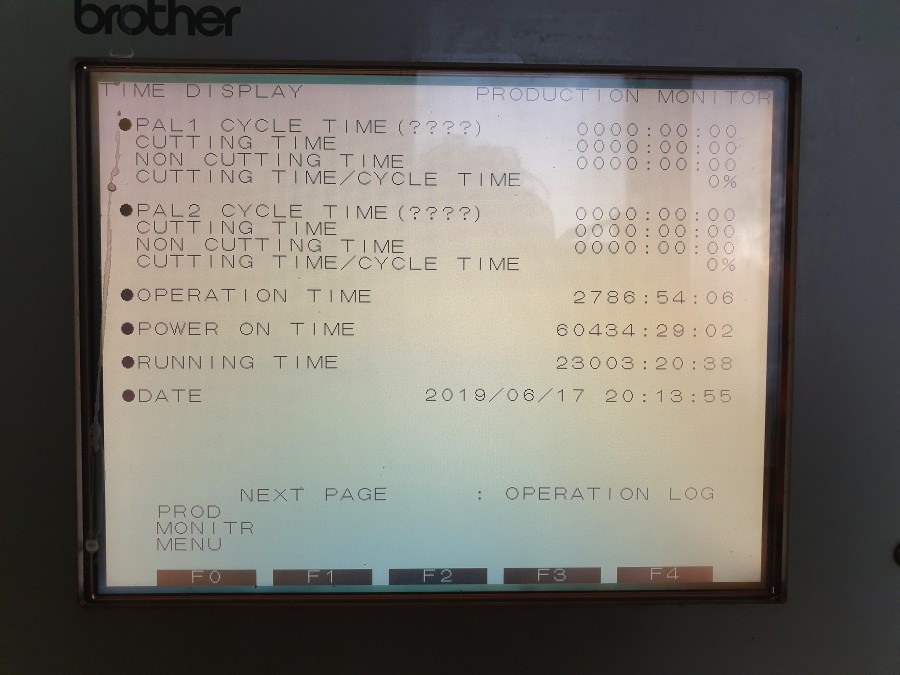 brother
TIME DISPLAY PRODUCTION MONITOR
●PAL1 CYCLE TIME(????) 0000:00:00
CUTTING TIME 0000:00:00
NON CUTTING TIME 0000:00:00
CUTTING TIME/CYCLE TIME 0%
●PAL2 CYCLE TIME(????) 0000:00:00
CUTTING TIME 0000:00:00
NON CUTTING TIME 0000:00:00
CUTTING TIME/CYCLE TIME 0%
●OPERATION TIME 2786:54:06
●POWER ON TIME 60434:29:02
●RUNNING TIME 23003:20:38
●DATE 2019/06/17 20:13:55
NEXT PAGE : OPERATION LOG
PROD
MONITR
MENU
F0 F1 F2 F3 F4